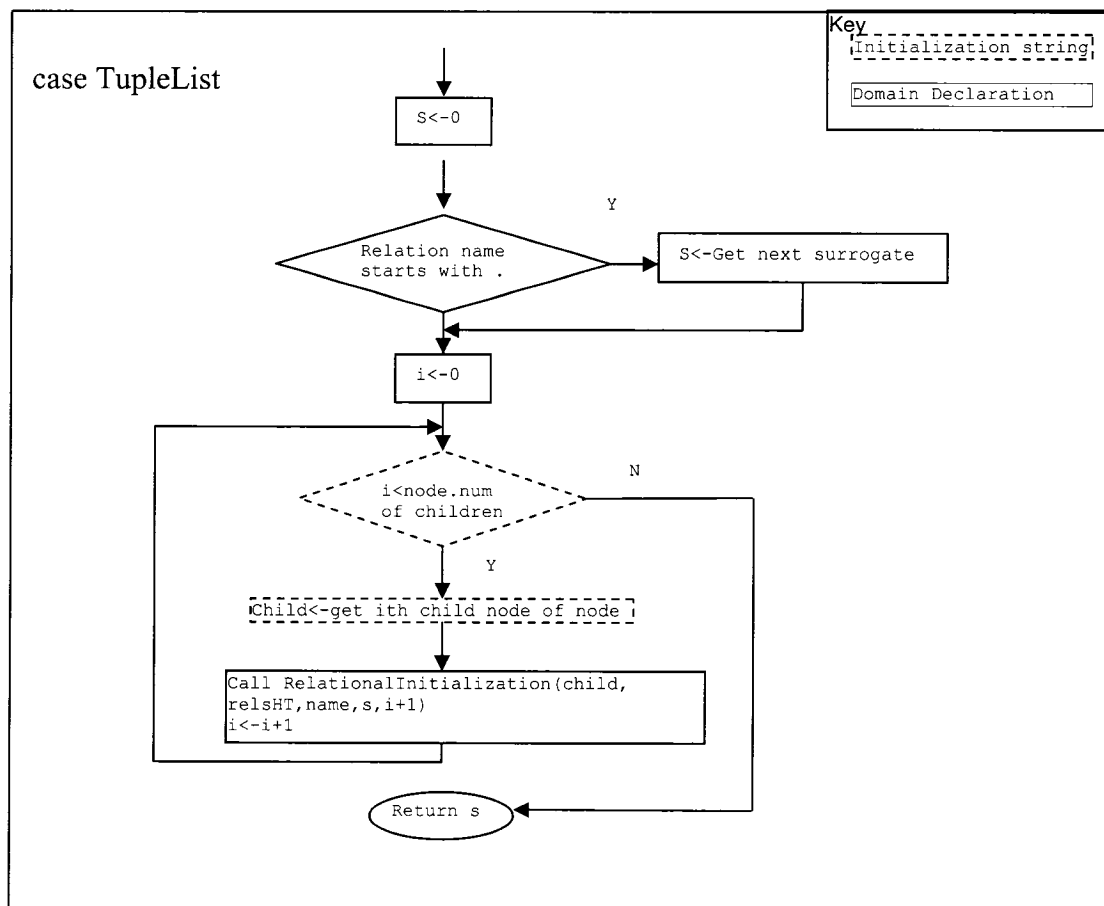 Key
Initialization string
Domain Declaration
case TupleList
S<-0
Y
Relation name
starts with .
S<-Get next surrogate
i<-0
N
i<node.num
of children
Y
Child<-get ith child node of node
Call RelationalInitialization(child,
relsHT,name,s,i+1)
i<-i+1
Return s